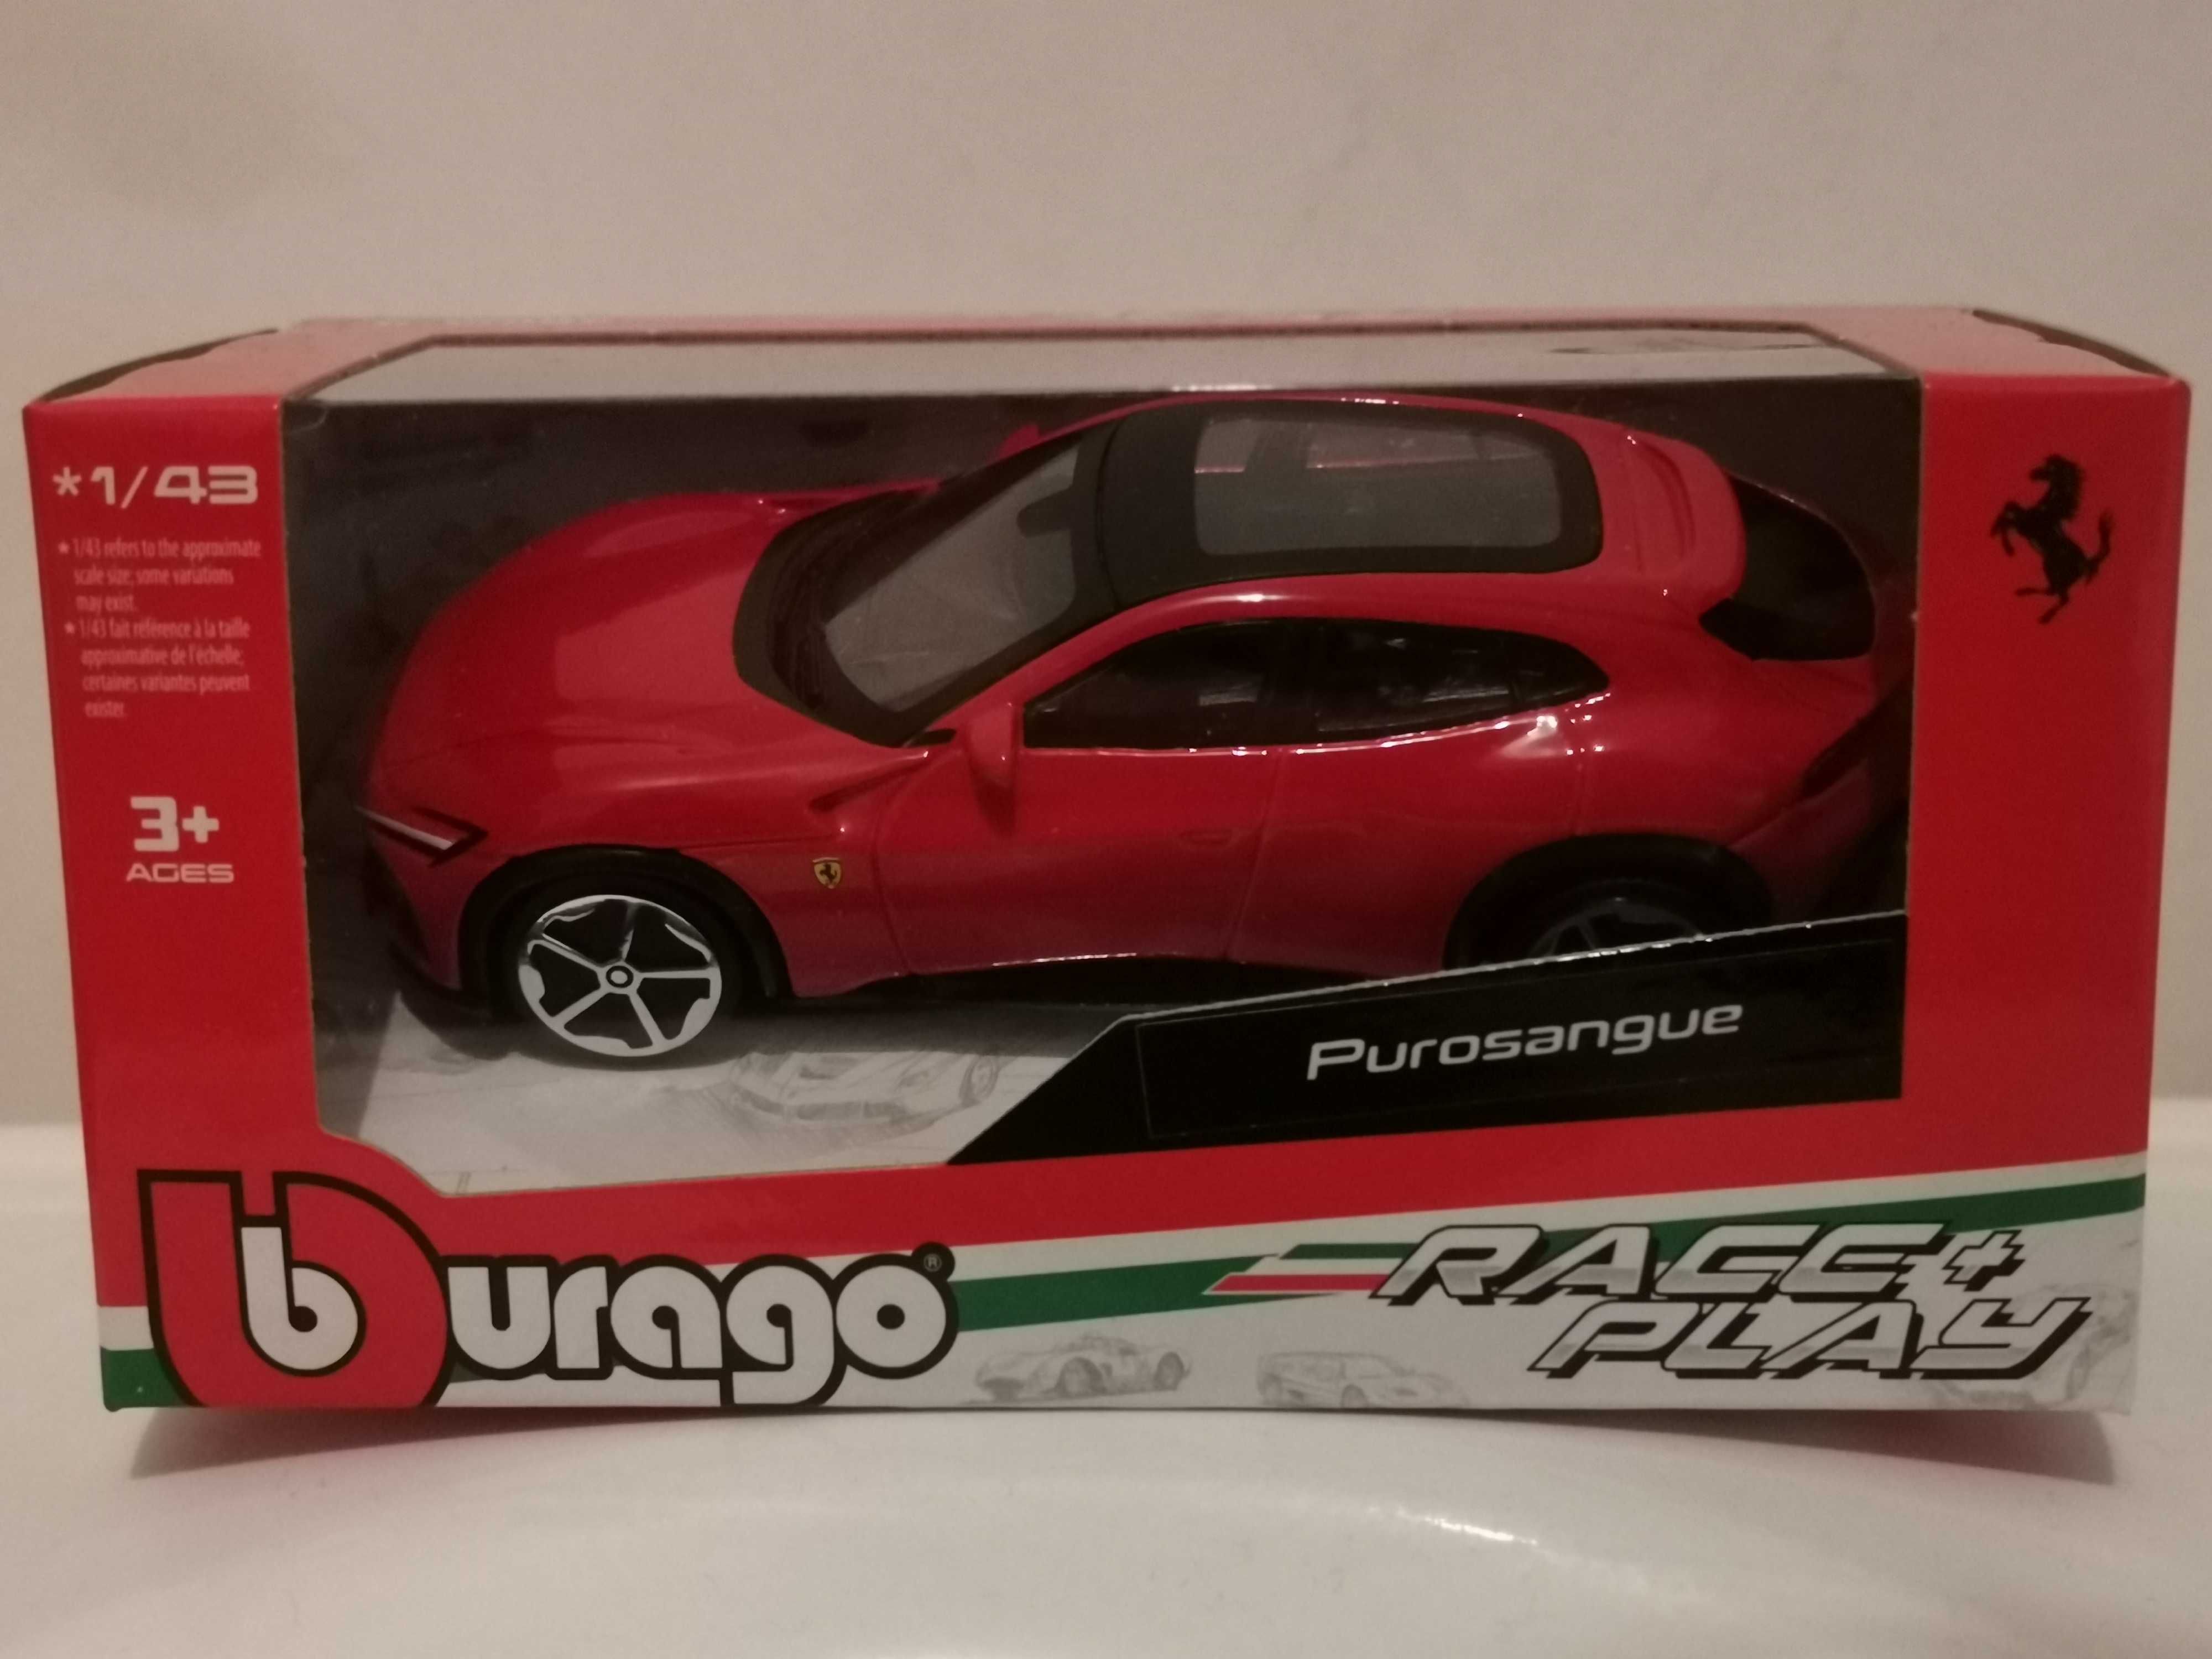 *1/43
* 1/43 refers to the approximate
scale size; some variations
may exist.
* 1/43 fait référence à la taille
approximative de l'échelle;
certaines variantes peuvent
exister.
3+
AGES
Purosangue
burago®
RACE+
PLAY